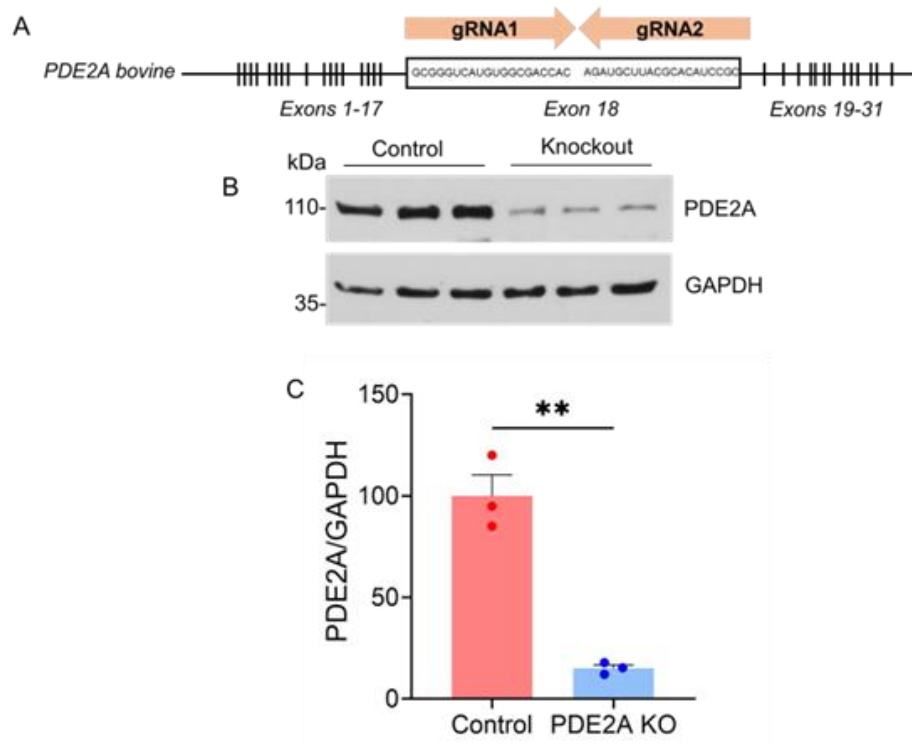 A
gRNA1 gRNA2
PDE2A bovine GCGGGUCAUGUGGCGACCAC AGAUGCUUACGCACAUCCGC
Exons 1-17 Exon 18 Exons 19-31
B
kDa Control Knockout
110- PDE2A
35- GAPDH
C
**
PDE2A/GAPDH
150
100
50
0
Control PDE2A KO